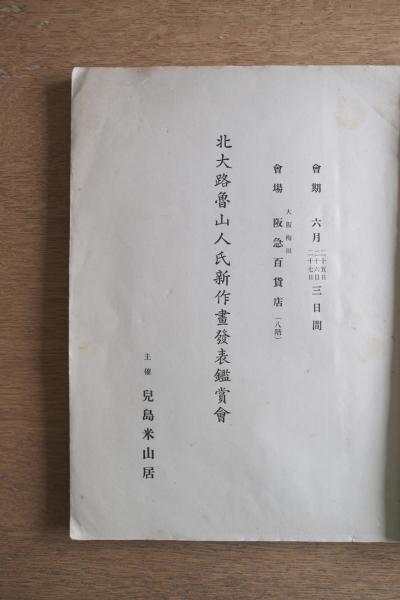 會期 六月 二十五日 二十六日 二十七日 三日間
會場 大阪梅田 阪急百貨店(八階)
北大路魯山人氏新作畫發表鑑賞會
主催 兒島米山居